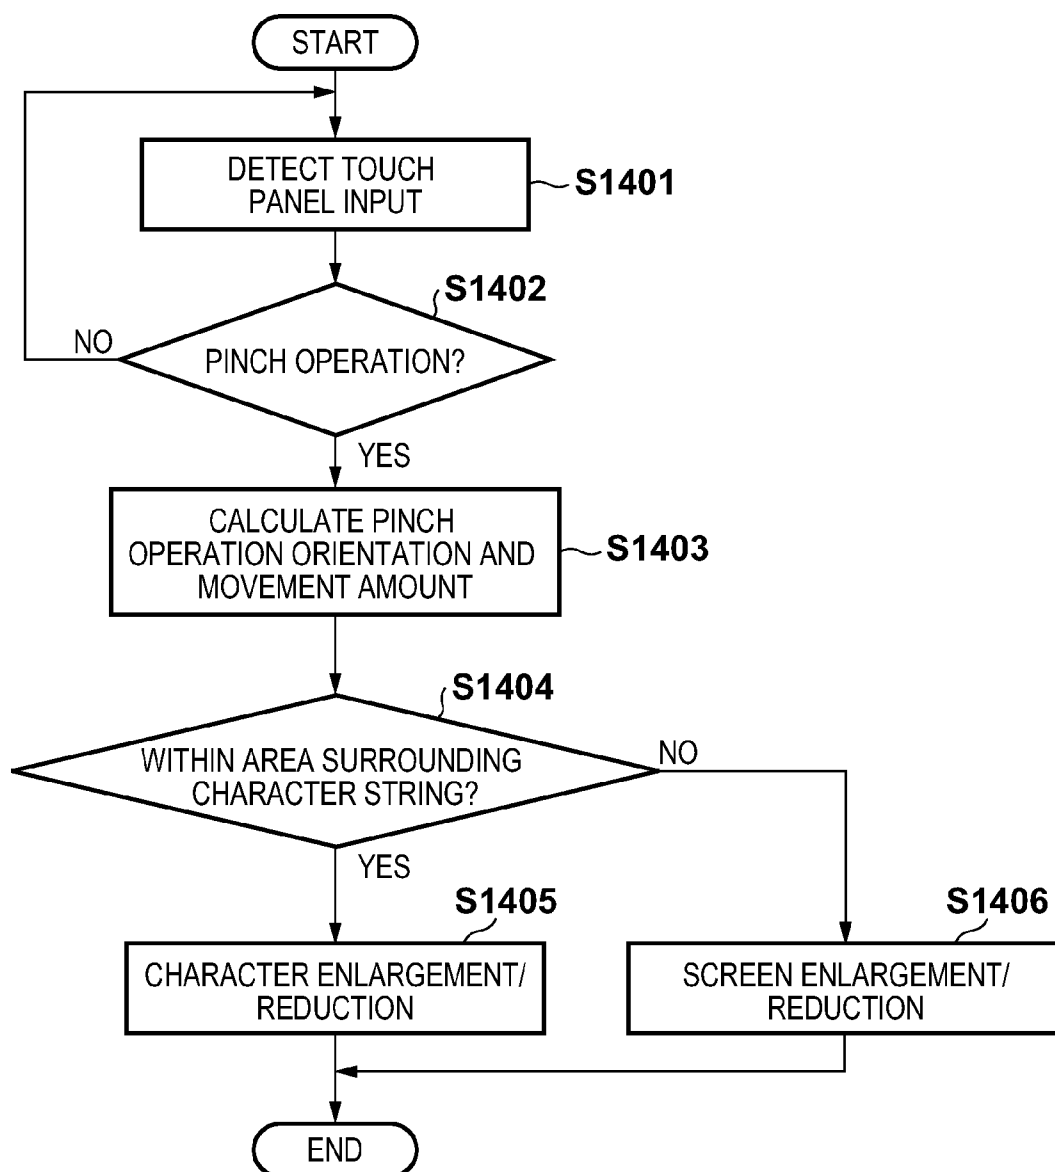 START
DETECT TOUCH
PANEL INPUT
S1401
S1402
NO
PINCH OPERATION?
YES
CALCULATE PINCH
OPERATION ORIENTATION AND
MOVEMENT AMOUNT
S1403
S1404
NO
WITHIN AREA SURROUNDING
CHARACTER STRING?
YES
S1405
CHARACTER ENLARGEMENT/
REDUCTION
S1406
SCREEN ENLARGEMENT/
REDUCTION
END